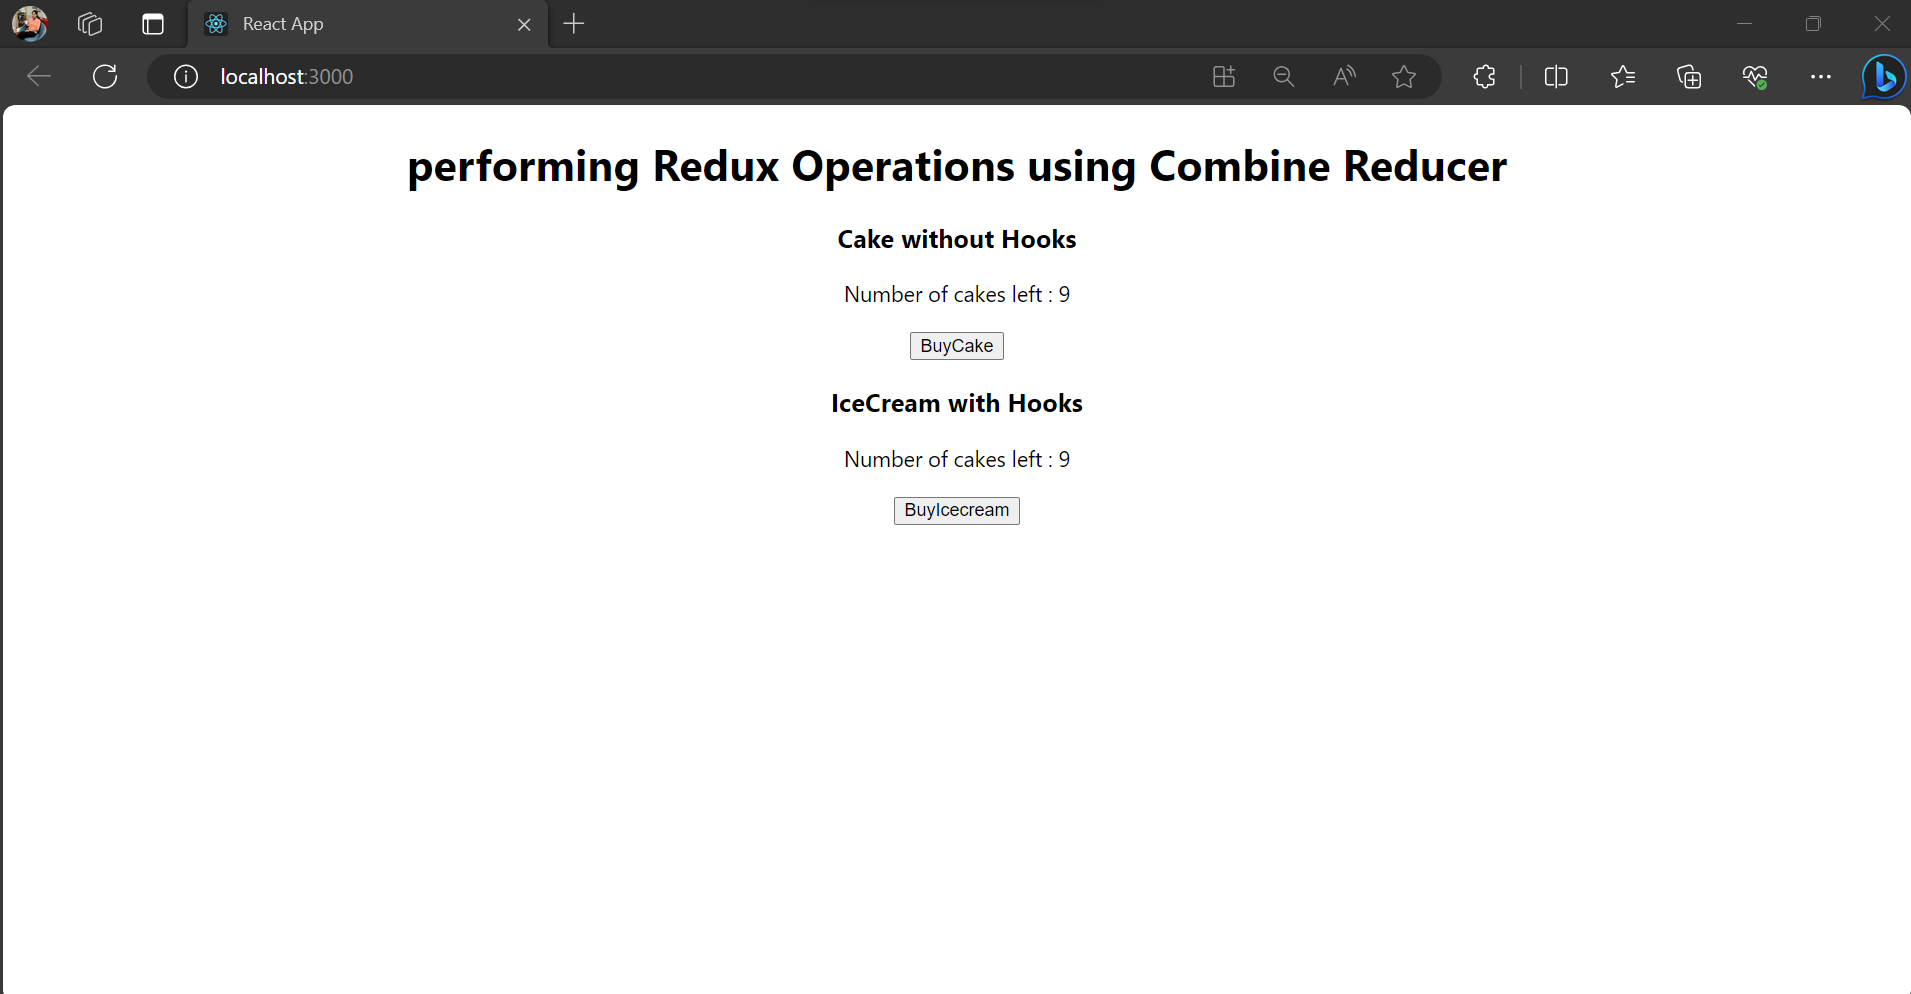 React App
localhost:3000
performing Redux Operations using Combine Reducer
Cake without Hooks
Number of cakes left : 9
BuyCake
IceCream with Hooks
Number of cakes left : 9
BuyIcecream